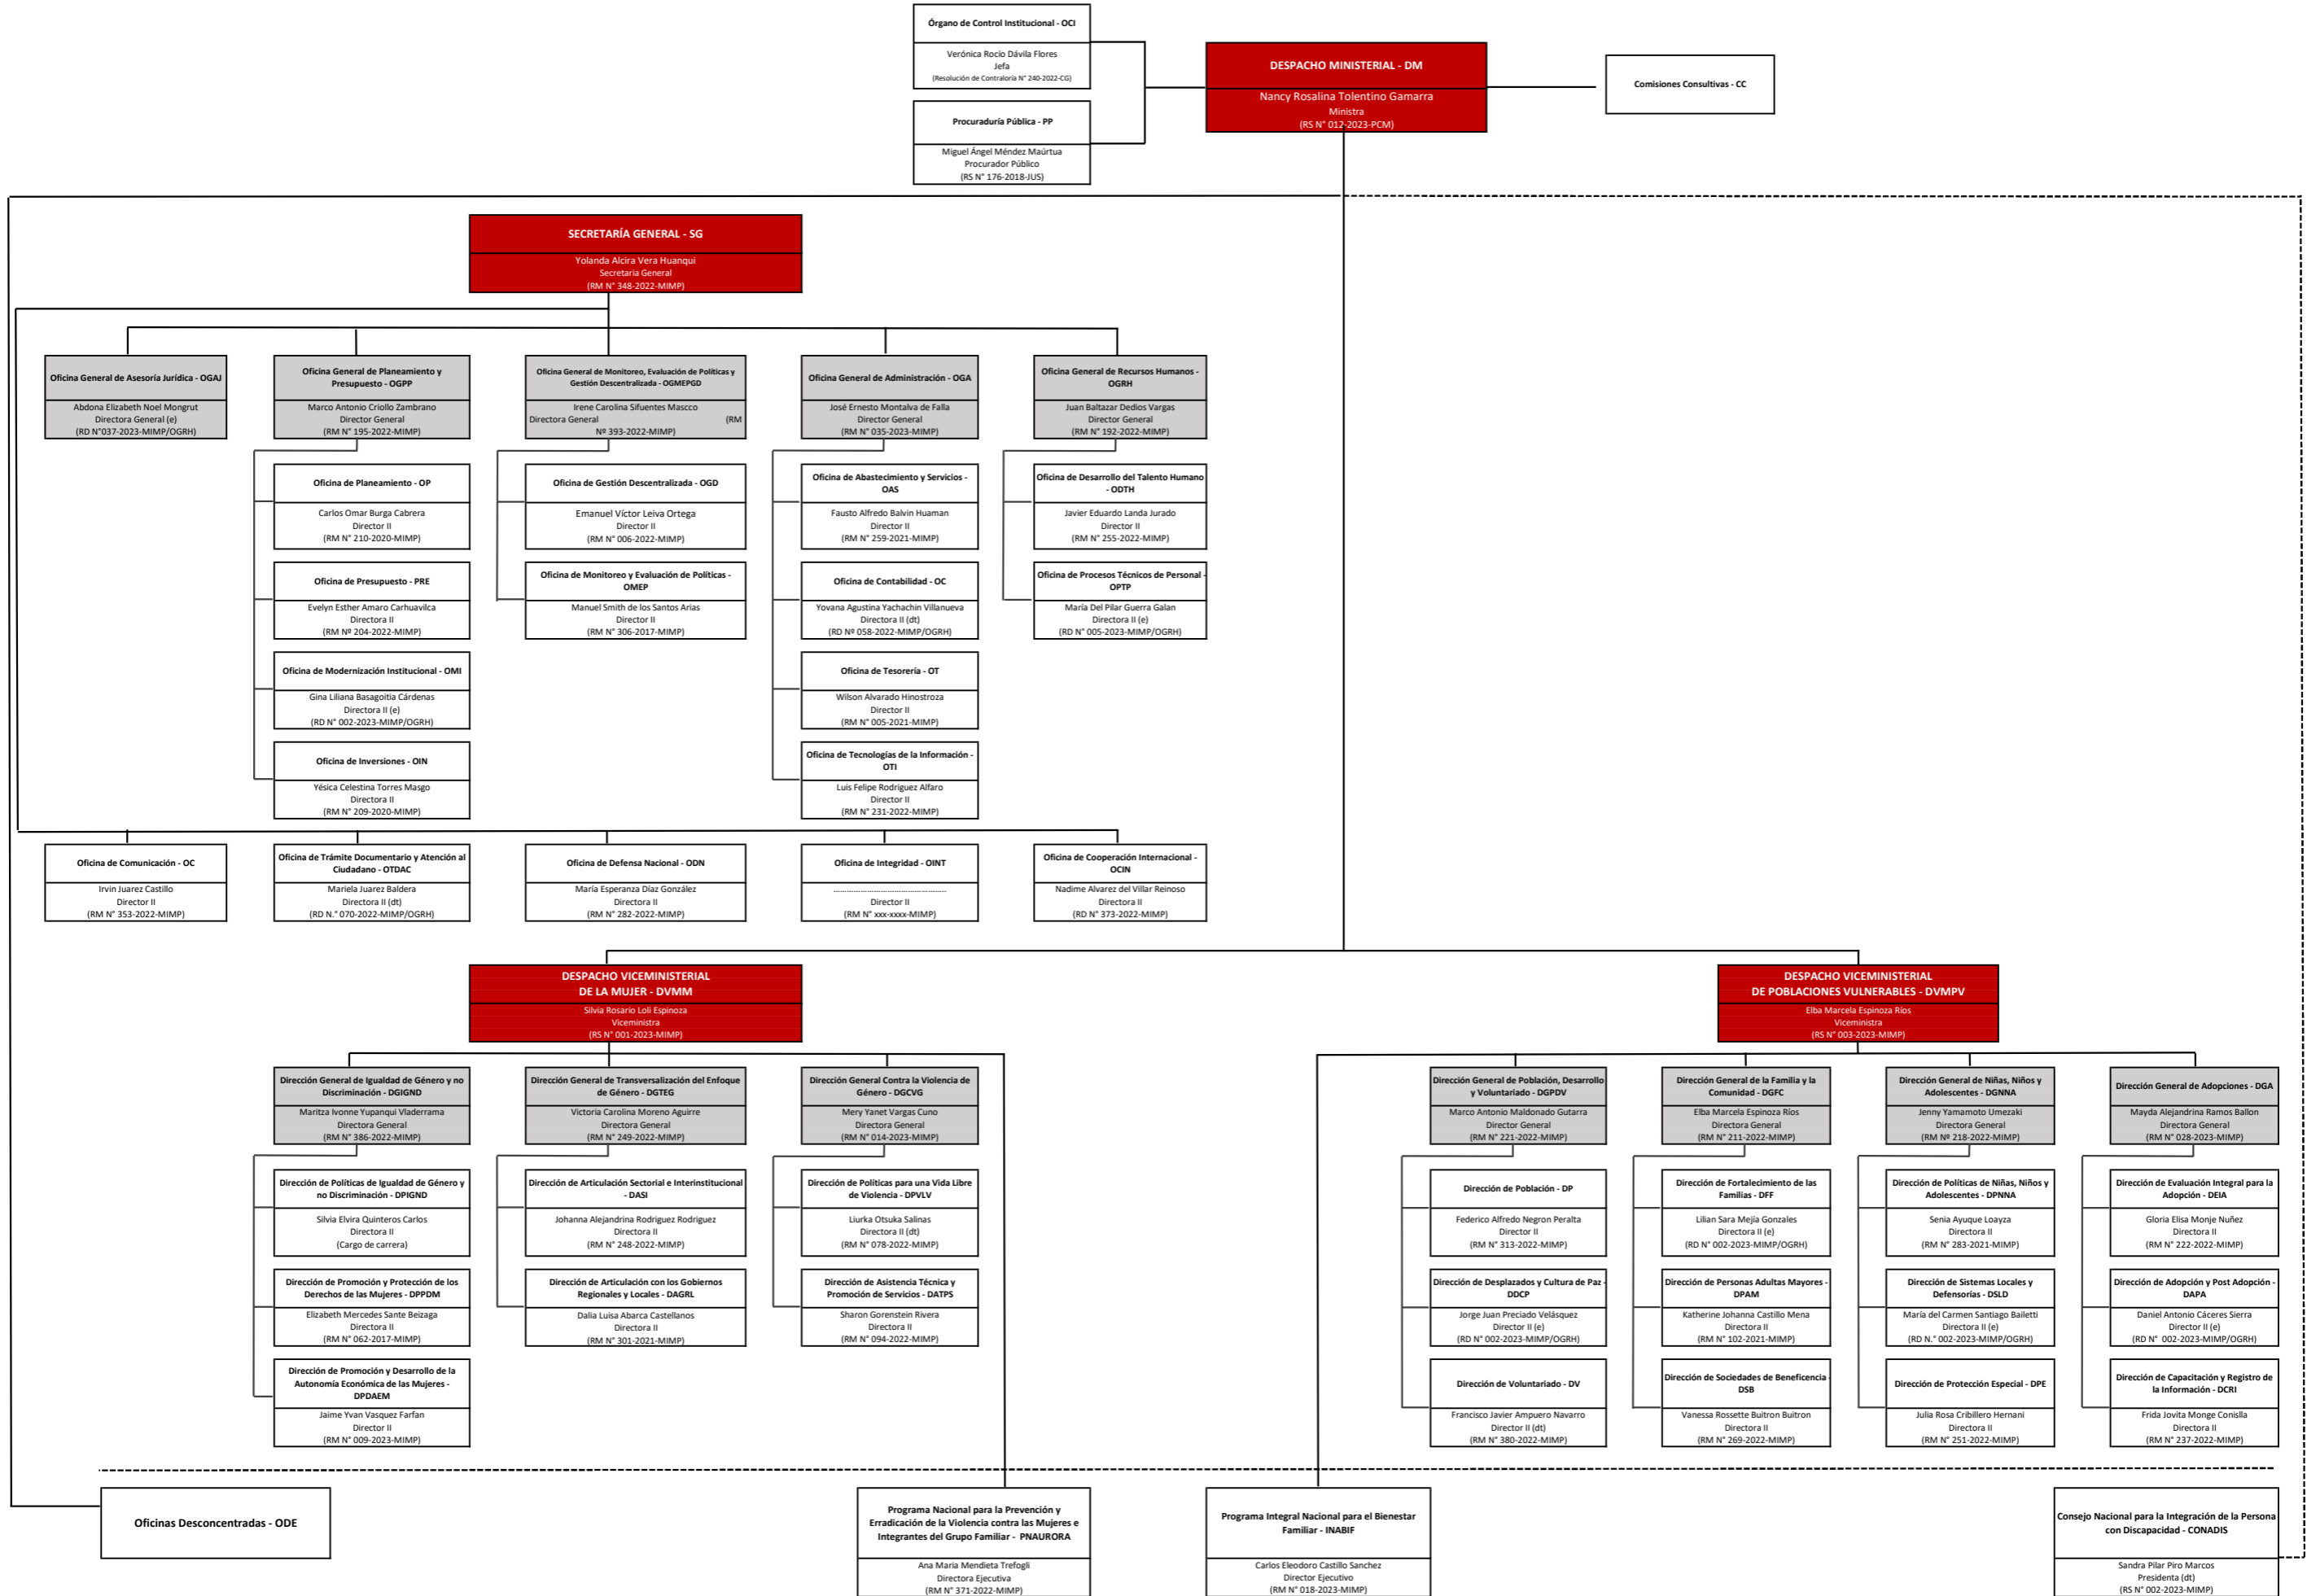 Órgano de Control Institucional - OCI
Verónica Rocío Dávila Flores
Jefa
(Resolución de Contraloría N° 240-2022-CG)
DESPACHO MINISTERIAL - DM
Nancy Rosalina Tolentino Gamarra
Ministra
(RS N° 012-2023-PCM)
Comisiones Consultivas - CC
Procuraduría Pública - PP
Miguel Ángel Méndez Maúrtua
Procurador Público
(RS N° 176-2018-JUS)
SECRETARÍA GENERAL - SG
Yolanda Alcira Vera Huanqui
Secretaria General
(RM N° 348-2022-MIMP)
Oficina General de Asesoría Jurídica - OGAJ
Abdona Elizabeth Noel Mongrut
Directora General (e)
(RD N°037-2023-MIMP/OGRH)
Oficina General de Planeamiento y
Presupuesto - OGPP
Marco Antonio Criollo Zambrano
Director General
(RM N° 195-2022-MIMP)
Oficina General de Monitoreo, Evaluación de Políticas y
Gestión Descentralizada - OGMEPGD
Irene Carolina Sifuentes Mascco
Directora General (RM
Nº 393-2022-MIMP)
Oficina General de Administración - OGA
José Ernesto Montalva de Falla
Director General
(RM N° 035-2023-MIMP)
Oficina General de Recursos Humanos -
OGRH
Juan Baltazar Dedios Vargas
Director General
(RM N° 192-2022-MIMP)
Oficina de Planeamiento - OP
Carlos Omar Burga Cabrera
Director II
(RM N° 210-2020-MIMP)
Oficina de Gestión Descentralizada - OGD
Emanuel Víctor Leiva Ortega
Director II
(RM N° 006-2022-MIMP)
Oficina de Abastecimiento y Servicios -
OAS
Fausto Alfredo Balvin Huaman
Director II
(RM N° 259-2021-MIMP)
Oficina de Desarrollo del Talento Humano
- ODTH
Javier Eduardo Landa Jurado
Director II
(RM N° 255-2022-MIMP)
Oficina de Presupuesto - PRE
Evelyn Esther Amaro Carhuavilca
Directora II
(RM Nº 204-2022-MIMP)
Oficina de Monitoreo y Evaluación de Políticas -
OMEP
Manuel Smith de los Santos Arias
Director II
(RM N° 306-2017-MIMP)
Oficina de Contabilidad - OC
Yovana Agustina Yachachin Villanueva
Directora II (dt)
(RD Nº 058-2022-MIMP/OGRH)
Oficina de Procesos Técnicos de Personal -
OPTP
María Del Pilar Guerra Galan
Directora II (e)
(RD N° 005-2023-MIMP/OGRH)
Oficina de Modernización Institucional - OMI
Gina Liliana Basagoitia Cárdenas
Directora II (e)
(RD N° 002-2023-MIMP/OGRH)
Oficina de Tesorería - OT
Wilson Alvarado Hinostroza
Director II
(RM N° 005-2021-MIMP)
Oficina de Inversiones - OIN
Yésica Celestina Torres Masgo
Directora II
(RM N° 209-2020-MIMP)
Oficina de Tecnologías de la Información -
OTI
Luis Felipe Rodriguez Alfaro
Director II
(RM N° 231-2022-MIMP)
Oficina de Comunicación - OC
Irvin Juarez Castillo
Director II
(RM N° 353-2022-MIMP)
Oficina de Trámite Documentario y Atención al
Ciudadano - OTDAC
Mariela Juarez Baldera
Directora II (dt)
(RD N.° 070-2022-MIMP/OGRH)
Oficina de Defensa Nacional - ODN
María Esperanza Díaz González
Directora II
(RM N° 282-2022-MIMP)
Oficina de Integridad - OINT
……………………………………………
Director II
(RM N° xxx-xxxx-MIMP)
Oficina de Cooperación Internacional -
OCIN
Nadime Alvarez del Villar Reinoso
Directora II
(RD N° 373-2022-MIMP)
DESPACHO VICEMINISTERIAL
DE LA MUJER - DVMM
Silvia Rosario Loli Espinoza
Viceministra
(RS N° 001-2023-MIMP)
DESPACHO VICEMINISTERIAL
DE POBLACIONES VULNERABLES - DVMPV
Elba Marcela Espinoza Ríos
Viceministra
(RS N° 003-2023-MIMP)
Dirección General de Igualdad de Género y no
Discriminación - DGIGND
Maritza Ivonne Yupanqui Vladerrama
Directora General
(RM N° 386-2022-MIMP)
Dirección General de Transversalización del Enfoque
de Género - DGTEG
Victoria Carolina Moreno Aguirre
Directora General
(RM N° 249-2022-MIMP)
Dirección General Contra la Violencia de
Género - DGCVG
Mery Yanet Vargas Cuno
Directora General
(RM N° 014-2023-MIMP)
Dirección General de Población, Desarrollo
y Voluntariado - DGPDV
Marco Antonio Maldonado Gutarra
Director General
(RM N° 221-2022-MIMP)
Dirección General de la Familia y la
Comunidad - DGFC
Elba Marcela Espinoza Ríos
Directora General
(RM N° 211-2022-MIMP)
Dirección General de Niñas, Niños y
Adolescentes - DGNNA
Jenny Yamamoto Umezaki
Directora General
(RM Nº 218-2022-MIMP)
Dirección General de Adopciones - DGA
Mayda Alejandrina Ramos Ballon
Directora General
(RM N° 028-2023-MIMP)
Dirección de Políticas de Igualdad de Género y
no Discriminación - DPIGND
Silvia Elvira Quinteros Carlos
Directora II
(Cargo de carrera)
Dirección de Articulación Sectorial e Interinstitucional
- DASI
Johanna Alejandrina Rodriguez Rodriguez
Directora II
(RM N° 248-2022-MIMP)
Dirección de Políticas para una Vida Libre
de Violencia - DPVLV
Liurka Otsuka Salinas
Directora II (dt)
(RM N° 078-2022-MIMP)
Dirección de Población - DP
Federico Alfredo Negron Peralta
Director II
(RM N° 313-2022-MIMP)
Dirección de Fortalecimiento de las
Familias - DFF
Lilian Sara Mejía Gonzales
Directora II (e)
(RD N° 002-2023-MIMP/OGRH)
Dirección de Políticas de Niñas, Niños y
Adolescentes - DPNNA
Senia Ayuque Loayza
Directora II
(RM N° 283-2021-MIMP)
Dirección de Evaluación Integral para la
Adopción - DEIA
Gloria Elisa Monje Nuñez
Directora II
(RM N° 222-2022-MIMP)
Dirección de Promoción y Protección de los
Derechos de las Mujeres - DPPDM
Elizabeth Mercedes Sante Beizaga
Directora II
(RM N° 062-2017-MIMP)
Dirección de Articulación con los Gobiernos
Regionales y Locales - DAGRL
Dalia Luisa Abarca Castellanos
Directora II
(RM N° 301-2021-MIMP)
Dirección de Asistencia Técnica y
Promoción de Servicios - DATPS
Sharon Gorenstein Rivera
Directora II
(RM N° 094-2022-MIMP)
Dirección de Desplazados y Cultura de Paz -
DDCP
Jorge Juan Preciado Velásquez
Director II (e)
(RD N° 002-2023-MIMP/OGRH)
Dirección de Personas Adultas Mayores -
DPAM
Katherine Johanna Castillo Mena
Directora II
(RM N° 102-2021-MIMP)
Dirección de Sistemas Locales y
Defensorías - DSLD
María del Carmen Santiago Bailetti
Directora II (e)
(RD N.° 002-2023-MIMP/OGRH)
Dirección de Adopción y Post Adopción -
DAPA
Daniel Antonio Cáceres Sierra
Director II (e)
(RD N° 002-2023-MIMP/OGRH)
Dirección de Promoción y Desarrollo de la
Autonomía Económica de las Mujeres -
DPDAEM
Jaime Yvan Vasquez Farfan
Director II
(RM N° 009-2023-MIMP)
Dirección de Voluntariado - DV
Francisco Javier Ampuero Navarro
Director II (dt)
(RM N° 380-2022-MIMP)
Dirección de Sociedades de Beneficencia -
DSB
Vanessa Rossette Buitron Buitron
Directora II
(RM N° 269-2022-MIMP)
Dirección de Protección Especial - DPE
Julia Rosa Cribillero Hernani
Directora II
(RM N° 251-2022-MIMP)
Dirección de Capacitación y Registro de
la Información - DCRI
Frida Jovita Monge Conislla
Directora II
(RM N° 237-2022-MIMP)
Oficinas Desconcentradas - ODE
Programa Nacional para la Prevención y
Erradicación de la Violencia contra las Mujeres e
Integrantes del Grupo Familiar - PNAURORA
Ana Maria Mendieta Trefogli
Directora Ejecutiva
(RM N° 371-2022-MIMP)
Programa Integral Nacional para el Bienestar
Familiar - INABIF
Carlos Eleodoro Castillo Sanchez
Director Ejecutivo
(RM N° 018-2023-MIMP)
Consejo Nacional para la Integración de la Persona
con Discapacidad - CONADIS
Sandra Pilar Piro Marcos
Presidenta (dt)
(RS N° 002-2023-MIMP)